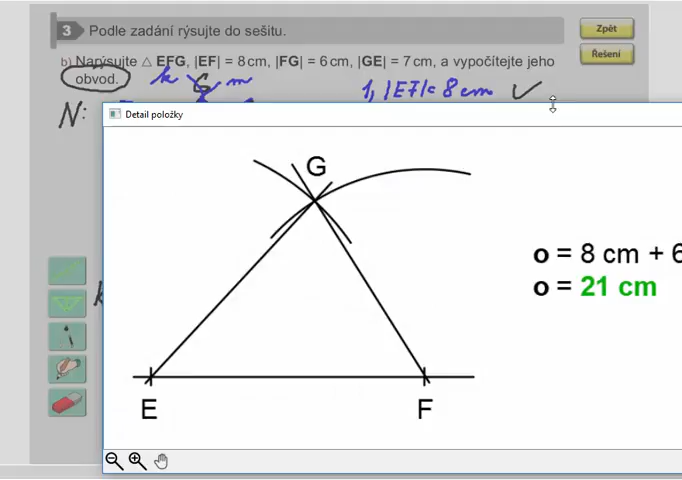 3 Podle zadání rýsujte do sešitu.
Zpět
b) Narýsujte △ EFG, |EF| = 8 cm, |FG| = 6 cm, |GE| = 7 cm, a vypočítejte jeho
Řešení
obvod.
k G m
1, |EF|= 8 cm ✓
N:
Detail položky
G
o = 8 cm + 6
o = 21 cm
E F